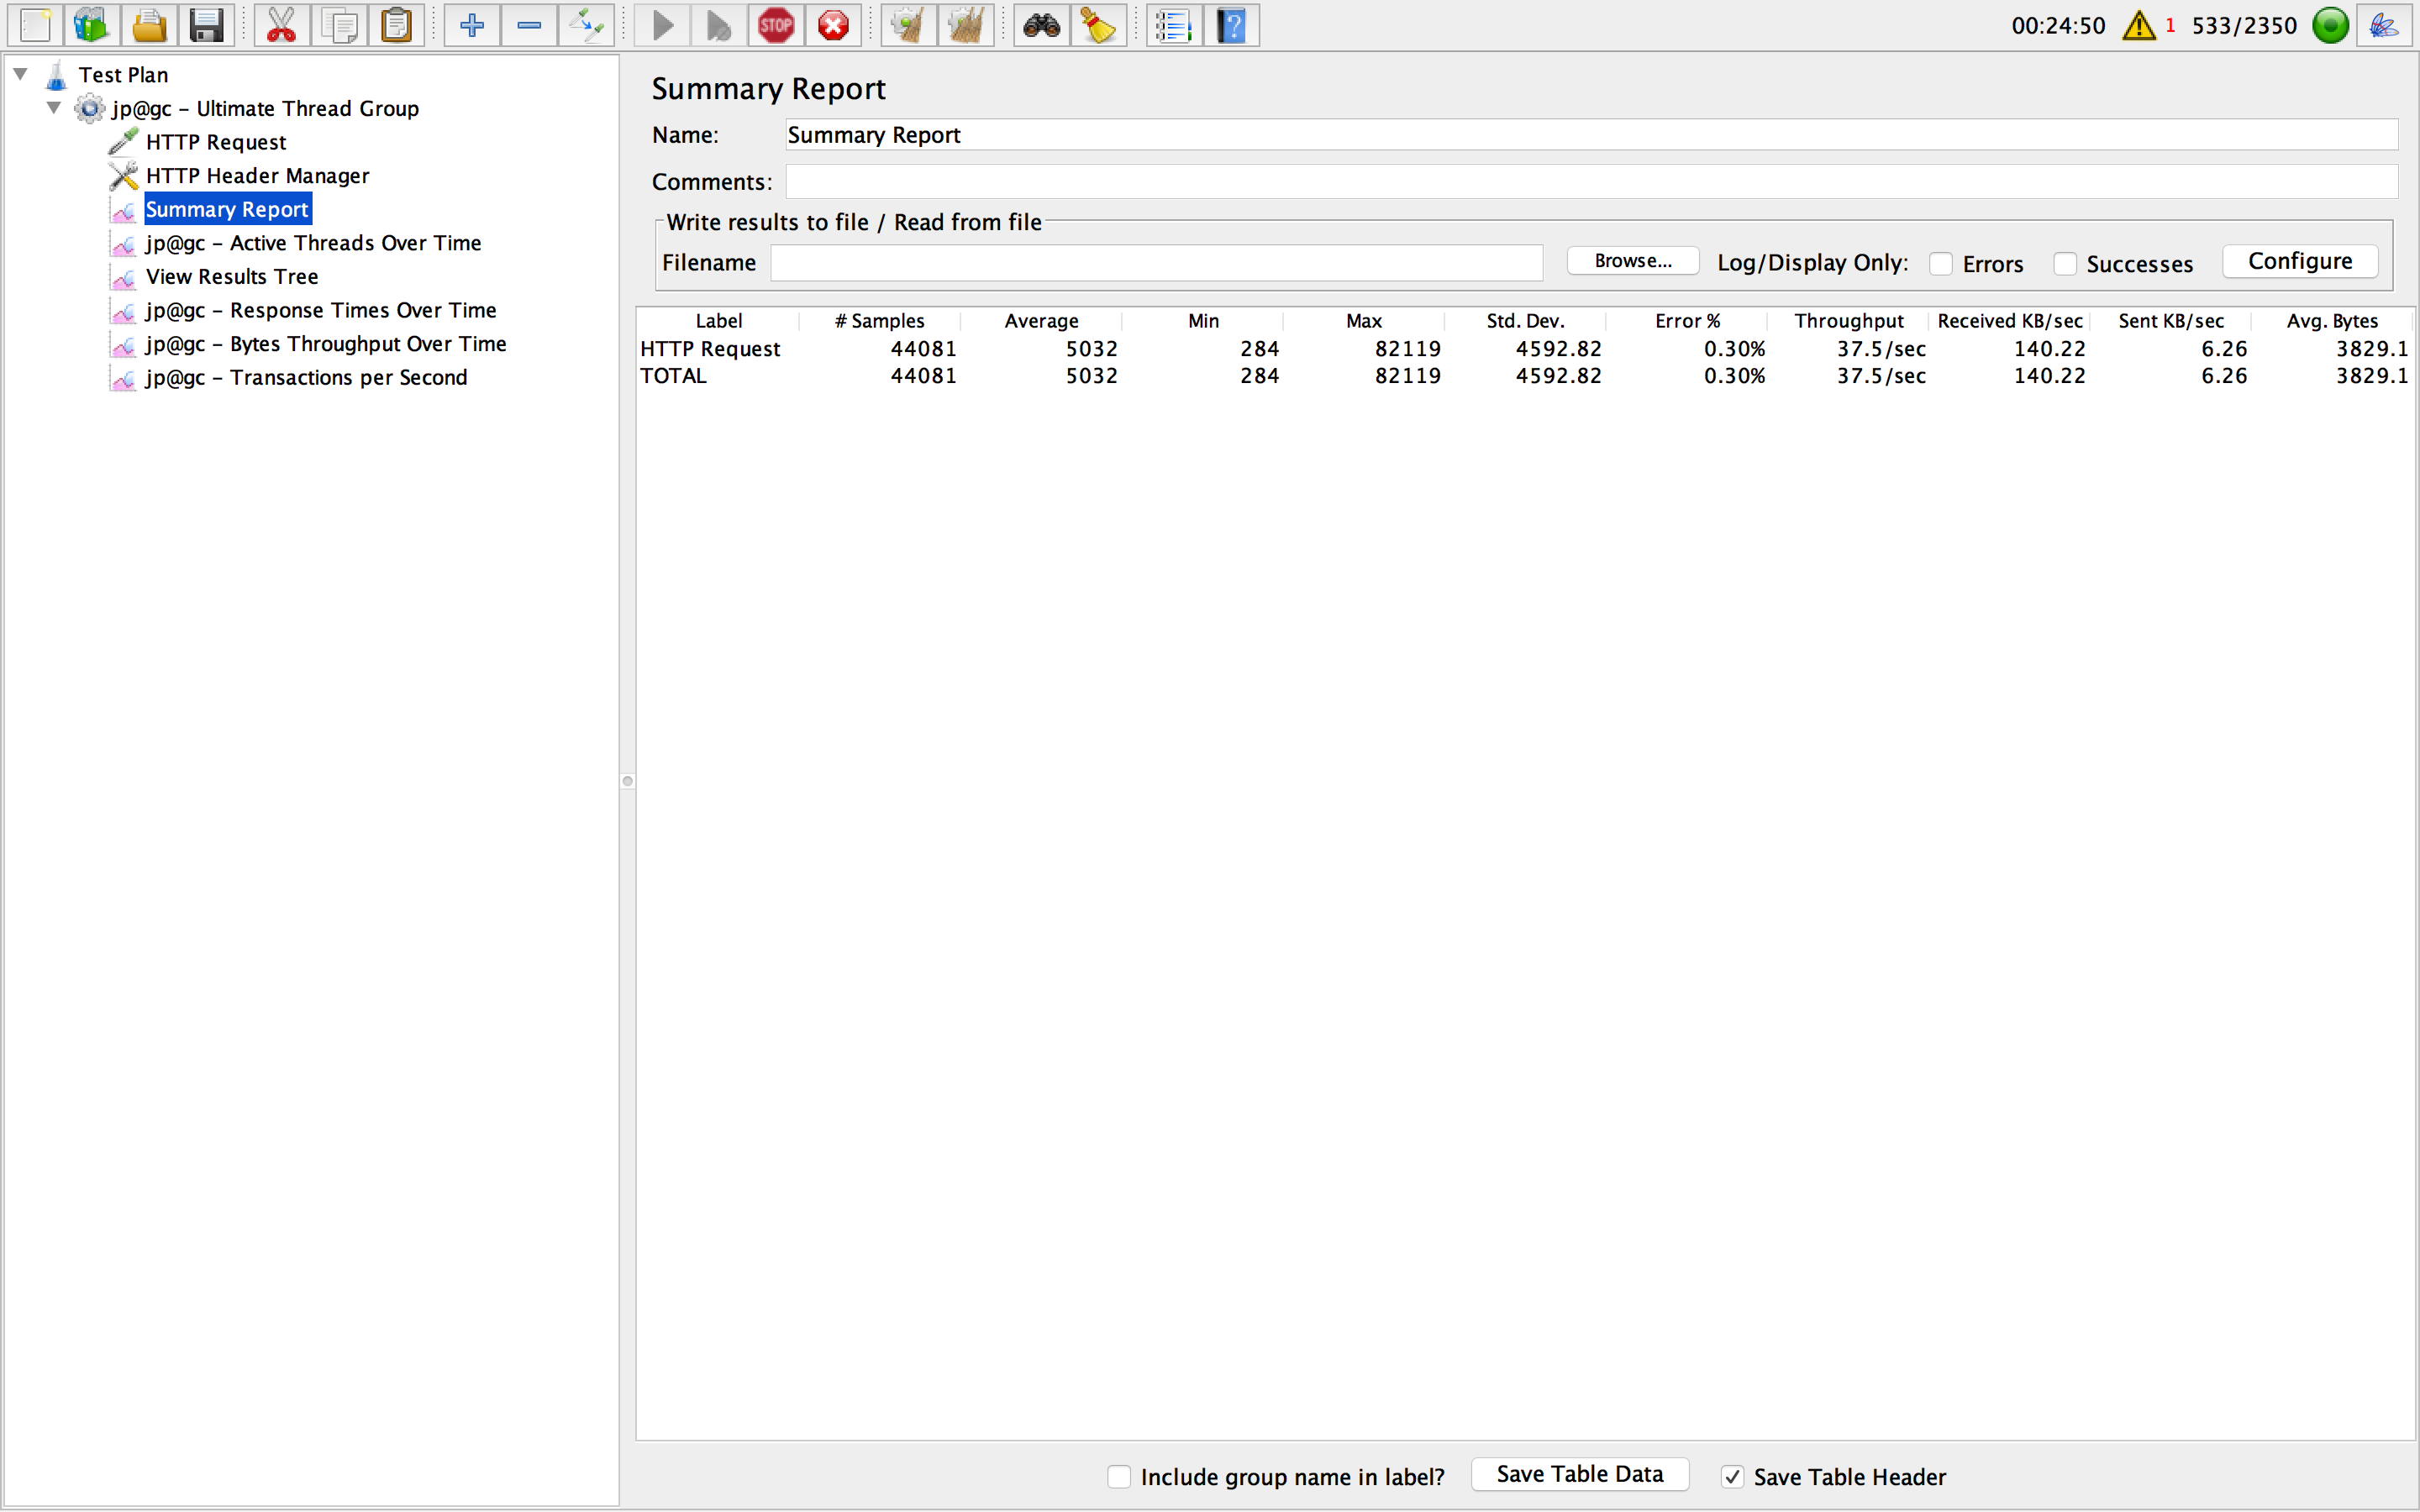 STOP
?
00:24:50 1 533/2350
Test Plan
jp@gc – Ultimate Thread Group
HTTP Request
HTTP Header Manager
Summary Report
jp@gc – Active Threads Over Time
View Results Tree
jp@gc – Response Times Over Time
jp@gc – Bytes Throughput Over Time
jp@gc – Transactions per Second
Summary Report
Name: Summary Report
Comments:
Write results to file / Read from file
Filename Browse... Log/Display Only: Errors Successes Configure
Label # Samples Average Min Max Std. Dev. Error % Throughput Received KB/sec Sent KB/sec Avg. Bytes
HTTP Request 44081 5032 284 82119 4592.82 0.30% 37.5/sec 140.22 6.26 3829.1
TOTAL 44081 5032 284 82119 4592.82 0.30% 37.5/sec 140.22 6.26 3829.1
Include group name in label? Save Table Data Save Table Header